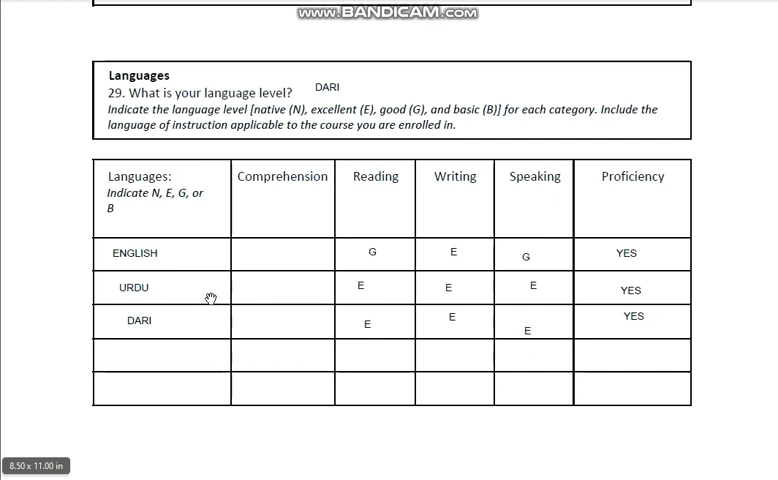 www.BANDICAM.com
Languages
29. What is your language level? DARI
Indicate the language level [native (N), excellent (E), good (G), and basic (B)] for each category. Include the
language of instruction applicable to the course you are enrolled in.
Languages: Comprehension Reading Writing Speaking Proficiency
Indicate N, E, G, or
B
ENGLISH G E G YES
URDU E E E YES
DARI E E E YES
8.50 x 11.00 in